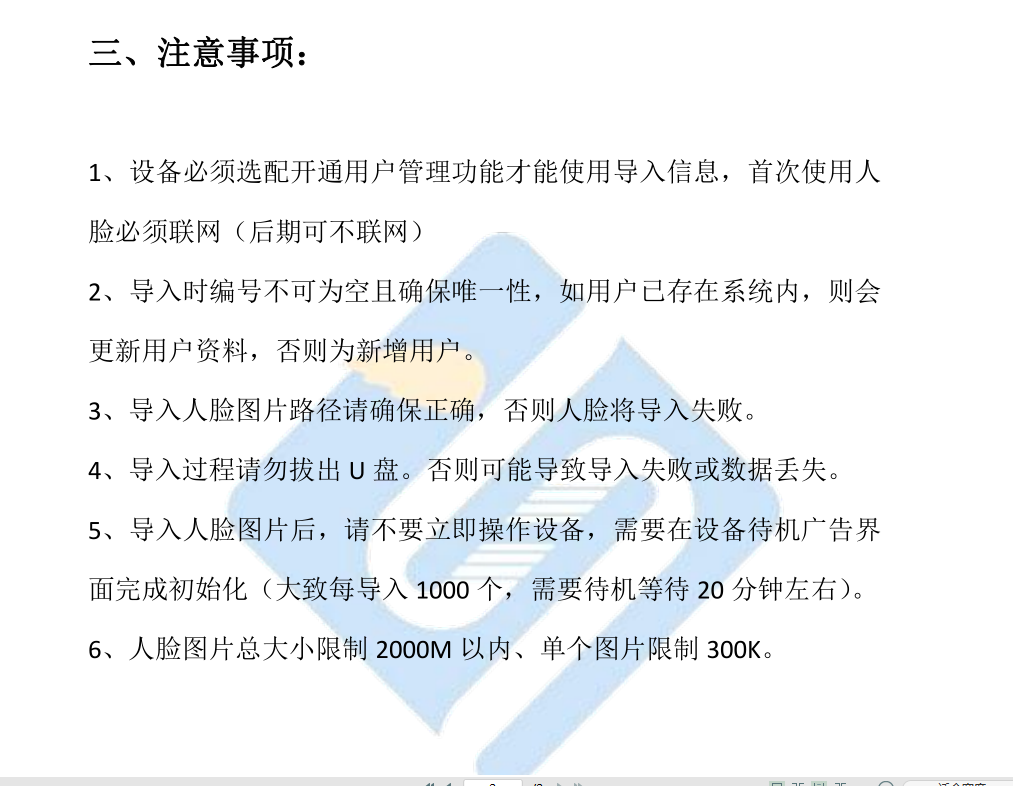 三、注意事项：
1、设备必须选配开通用户管理功能才能使用导入信息，首次使用人
脸必须联网（后期可不联网）
2、导入时编号不可为空且确保唯一性，如用户已存在系统内，则会
更新用户资料，否则为新增用户。
3、导入人脸图片路径请确保正确，否则人脸将导入失败。
4、导入过程请勿拔出 U 盘。否则可能导致导入失败或数据丢失。
5、导入人脸图片后，请不要立即操作设备，需要在设备待机广告界
面完成初始化（大致每导入 1000 个，需要待机等待 20 分钟左右）。
6、人脸图片总大小限制 2000M 以内、单个图片限制 300K。